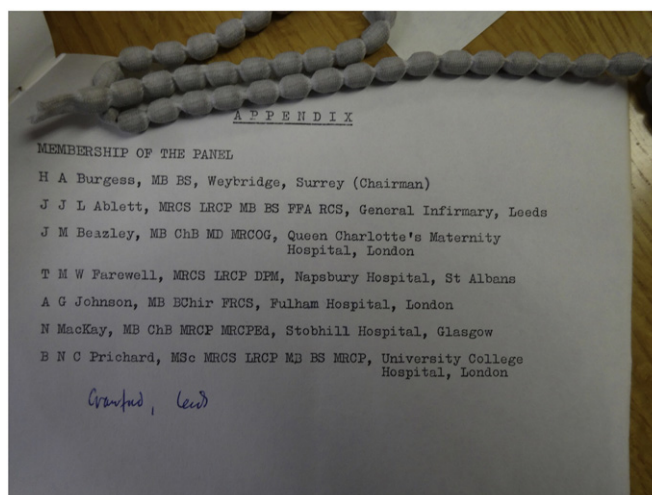 A P P E N D I X
MEMBERSHIP OF THE PANEL
H A Burgess, MB BS, Weybridge, Surrey (Chairman)
J J L Ablett, MRCS LRCP MB BS FFA RCS, General Infirmary, Leeds
J M Beazley, MB ChB MD MRCOG, Queen Charlotte's Maternity
Hospital, London
T M W Farewell, MRCS LRCP DPM, Napsbury Hospital, St Albans
A G Johnson, MB BChir FRCS, Fulham Hospital, London
N MacKay, MB ChB MRCP MRCPEd, Stobhill Hospital, Glasgow
B N C Prichard, MSc MRCS LRCP MB BS MRCP, University College
Hospital, London
Crawford, Leeds